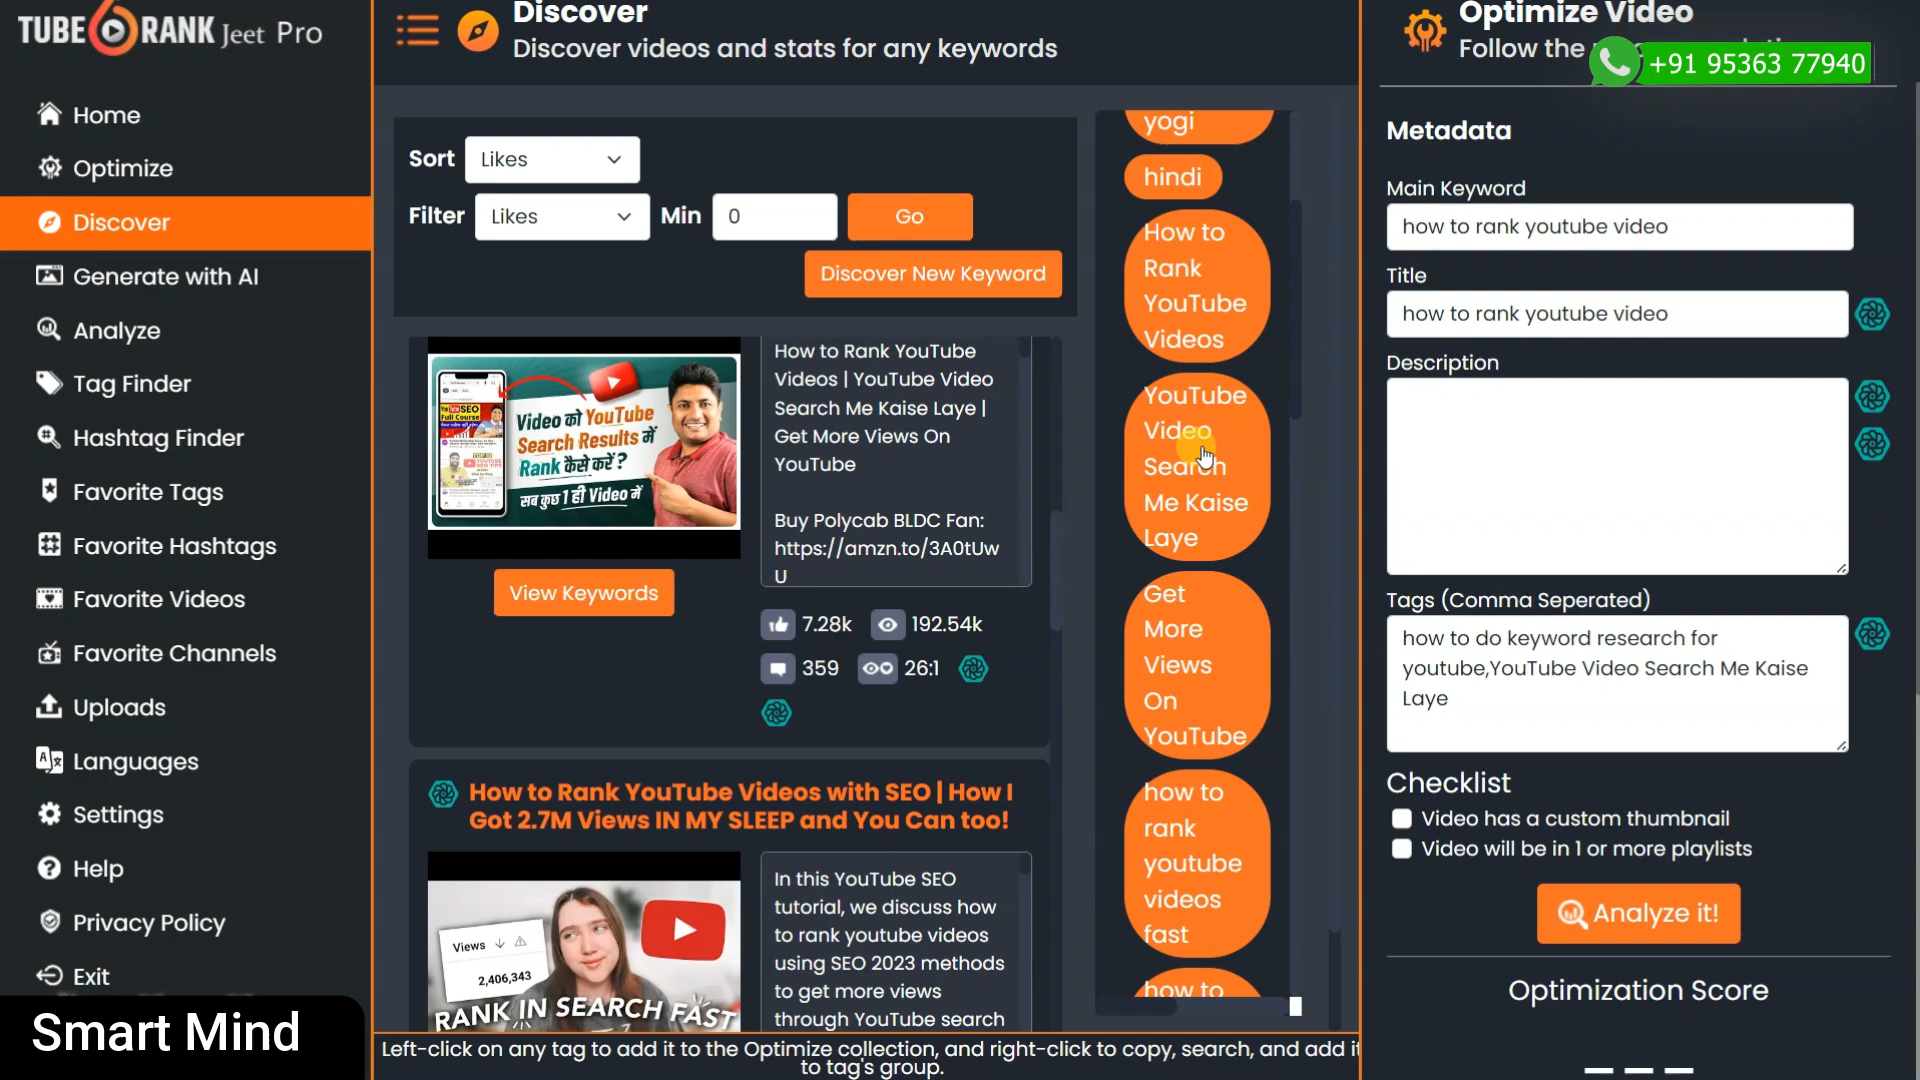 TUBE RANK Jeet Pro
Home
Optimize
Discover
Generate with AI
Analyze
Tag Finder
Hashtag Finder
Favorite Tags
Favorite Hashtags
Favorite Videos
Favorite Channels
Uploads
Languages
Settings
Help
Privacy Policy
Exit
Smart Mind
Discover
Discover videos and stats for any keywords
Sort Likes
Filter Likes Min 0 Go
Discover New Keyword
Video को YouTube
Search Results में
Rank कैसे करें ?
सब कुछ 1 ही Video में
View Keywords
How to Rank YouTube
Videos | YouTube Video
Search Me Kaise Laye |
Get More Views On
YouTube
Buy Polycab BLDC Fan:
https://amzn.to/3A0tUw
U
7.28k 192.54k
359 26:1
How to Rank YouTube Videos with SEO | How I
Got 2.7M Views IN MY SLEEP and You Can too!
Views
2,406,343
RANK IN SEARCH FAST
In this YouTube SEO
tutorial, we discuss how
to rank youtube videos
using SEO 2023 methods
to get more views
through YouTube search
yogi
hindi
How to
Rank
YouTube
Videos
YouTube
Video
Search
Me Kaise
Laye
Get
More
Views
On
YouTube
how to
rank
youtube
videos
fast
how to
Left-click on any tag to add it to the Optimize collection, and right-click to copy, search, and add it
to tag's group.
Optimize Video
Follow the
+91 95363 77940
Metadata
Main Keyword
how to rank youtube video
Title
how to rank youtube video
Description
Tags (Comma Seperated)
how to do keyword research for
youtube,YouTube Video Search Me Kaise
Laye
Checklist
Video has a custom thumbnail
Video will be in 1 or more playlists
Analyze it!
Optimization Score